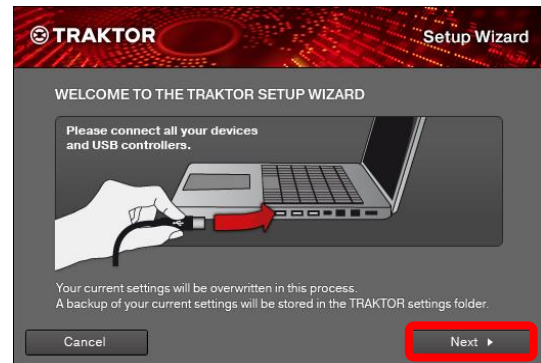 TRAKTOR
Setup Wizard
WELCOME TO THE TRAKTOR SETUP WIZARD
Please connect all your devices
and USB controllers.
Your current settings will be overwritten in this process.
A backup of your current settings will be stored in the TRAKTOR settings folder.
Cancel
Next